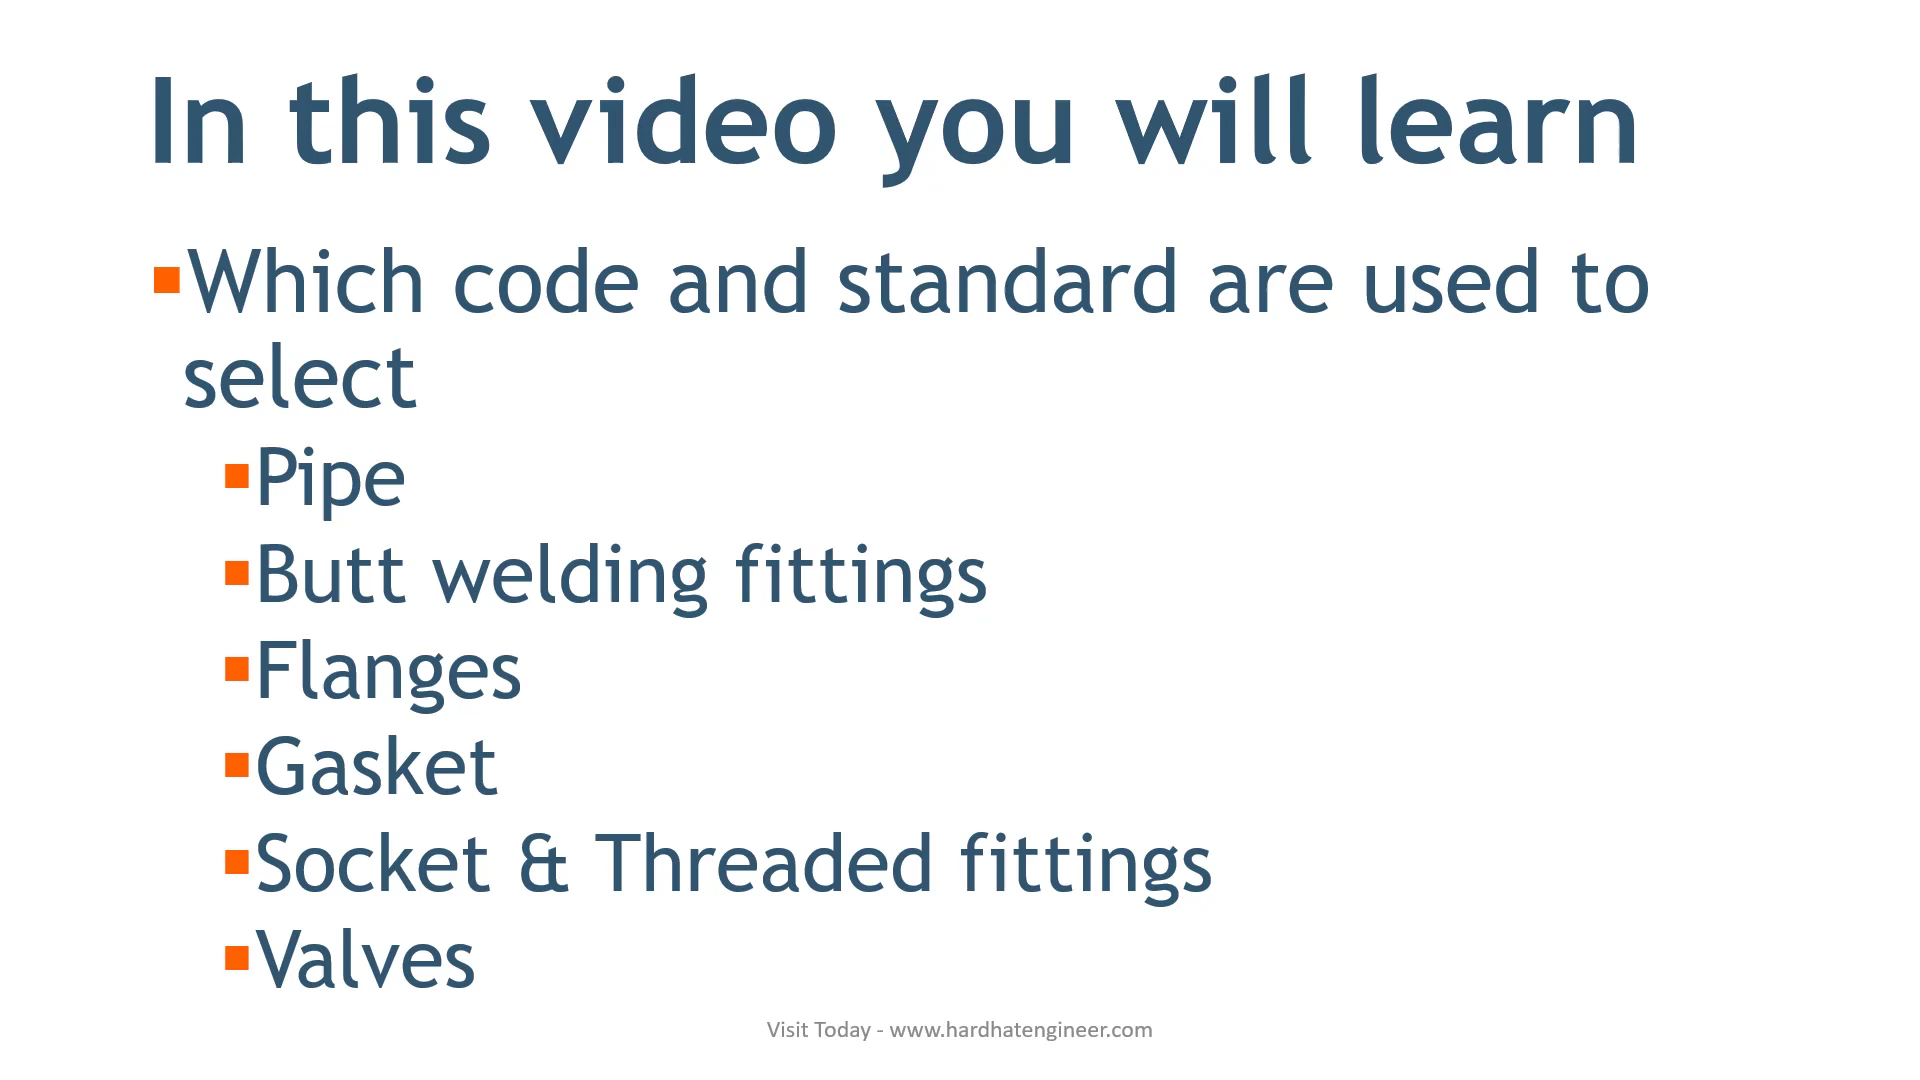 In this video you will learn
▪Which code and standard are used to
select
▪Pipe
▪Butt welding fittings
▪Flanges
▪Gasket
▪Socket & Threaded fittings
▪Valves
Visit Today - www.hardhatengineer.com